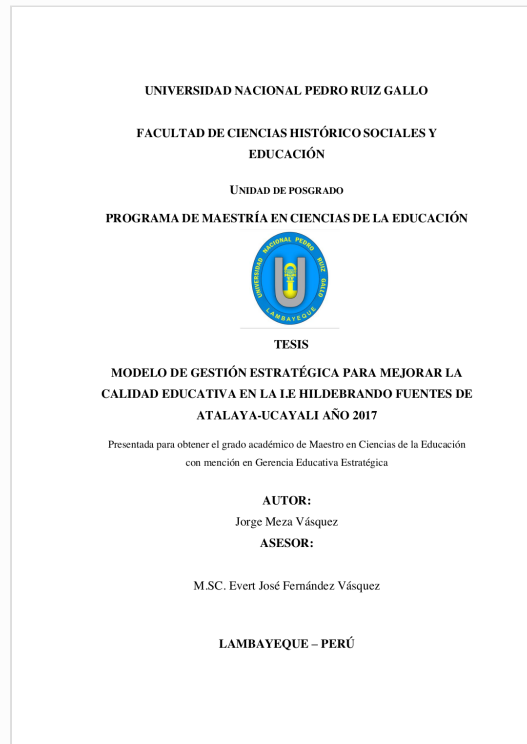 UNIVERSIDAD NACIONAL PEDRO RUIZ GALLO
FACULTAD DE CIENCIAS HISTÓRICO SOCIALES Y
EDUCACIÓN
UNIDAD DE POSGRADO
PROGRAMA DE MAESTRÍA EN CIENCIAS DE LA EDUCACIÓN
UNIVERSIDAD NACIONAL PEDRO RUIZ GALLO
LAMBAYEQUE
TESIS
MODELO DE GESTIÓN ESTRATÉGICA PARA MEJORAR LA
CALIDAD EDUCATIVA EN LA I.E HILDEBRANDO FUENTES DE
ATALAYA-UCAYALI AÑO 2017
Presentada para obtener el grado académico de Maestro en Ciencias de la Educación
con mención en Gerencia Educativa Estratégica
AUTOR:
Jorge Meza Vásquez
ASESOR:
M.SC. Evert José Fernández Vásquez
LAMBAYEQUE – PERÚ